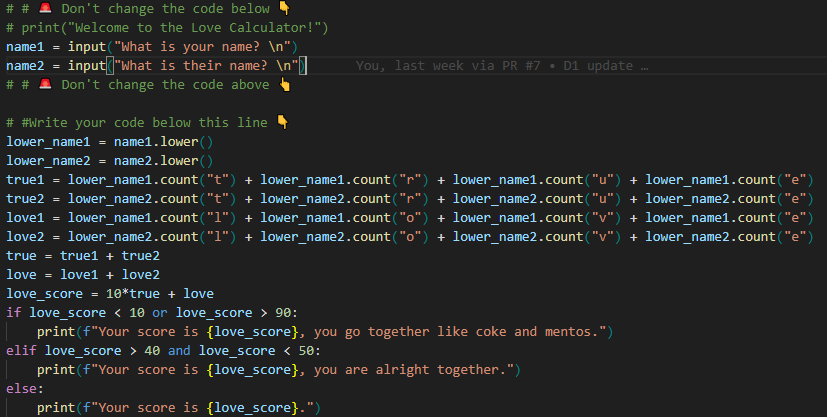 # # 🚨 Don't change the code below 👇
# print("Welcome to the Love Calculator!")
name1 = input("What is your name? \n")
name2 = input("What is their name? \n") You, last week via PR #7 • D1 update …
# # 🚨 Don't change the code above 👆

# #Write your code below this line 👇
lower_name1 = name1.lower()
lower_name2 = name2.lower()
true1 = lower_name1.count("t") + lower_name1.count("r") + lower_name1.count("u") + lower_name1.count("e")
true2 = lower_name2.count("t") + lower_name2.count("r") + lower_name2.count("u") + lower_name2.count("e")
love1 = lower_name1.count("l") + lower_name1.count("o") + lower_name1.count("v") + lower_name1.count("e")
love2 = lower_name2.count("l") + lower_name2.count("o") + lower_name2.count("v") + lower_name2.count("e")
true = true1 + true2
love = love1 + love2
love_score = 10*true + love
if love_score < 10 or love_score > 90:
    print(f"Your score is {love_score}, you go together like coke and mentos.")
elif love_score > 40 and love_score < 50:
    print(f"Your score is {love_score}, you are alright together.")
else:
    print(f"Your score is {love_score}.")